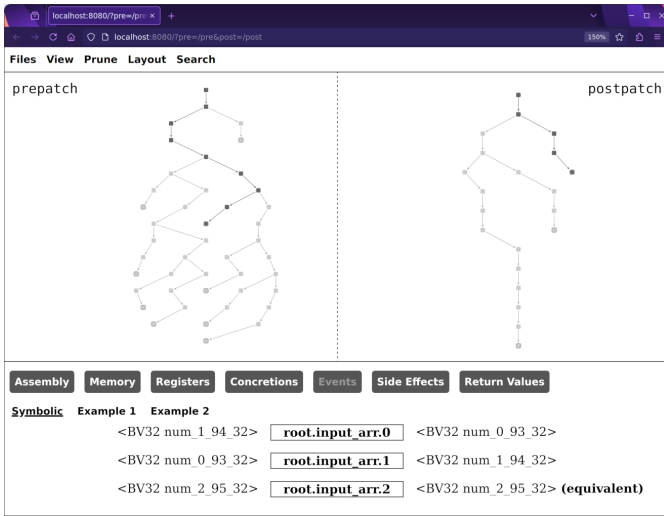 localhost:8080/?pre=/pre
localhost:8080/?pre=/pre&post=/post
150%
Files View Prune Layout Search
prepatch
postpatch
Assembly Memory Registers Concretions Events Side Effects Return Values
Symbolic Example 1 Example 2
<BV32 num_1_94_32> root.input_arr.0 <BV32 num_0_93_32>
<BV32 num_0_93_32> root.input_arr.1 <BV32 num_1_94_32>
<BV32 num_2_95_32> root.input_arr.2 <BV32 num_2_95_32> (equivalent)